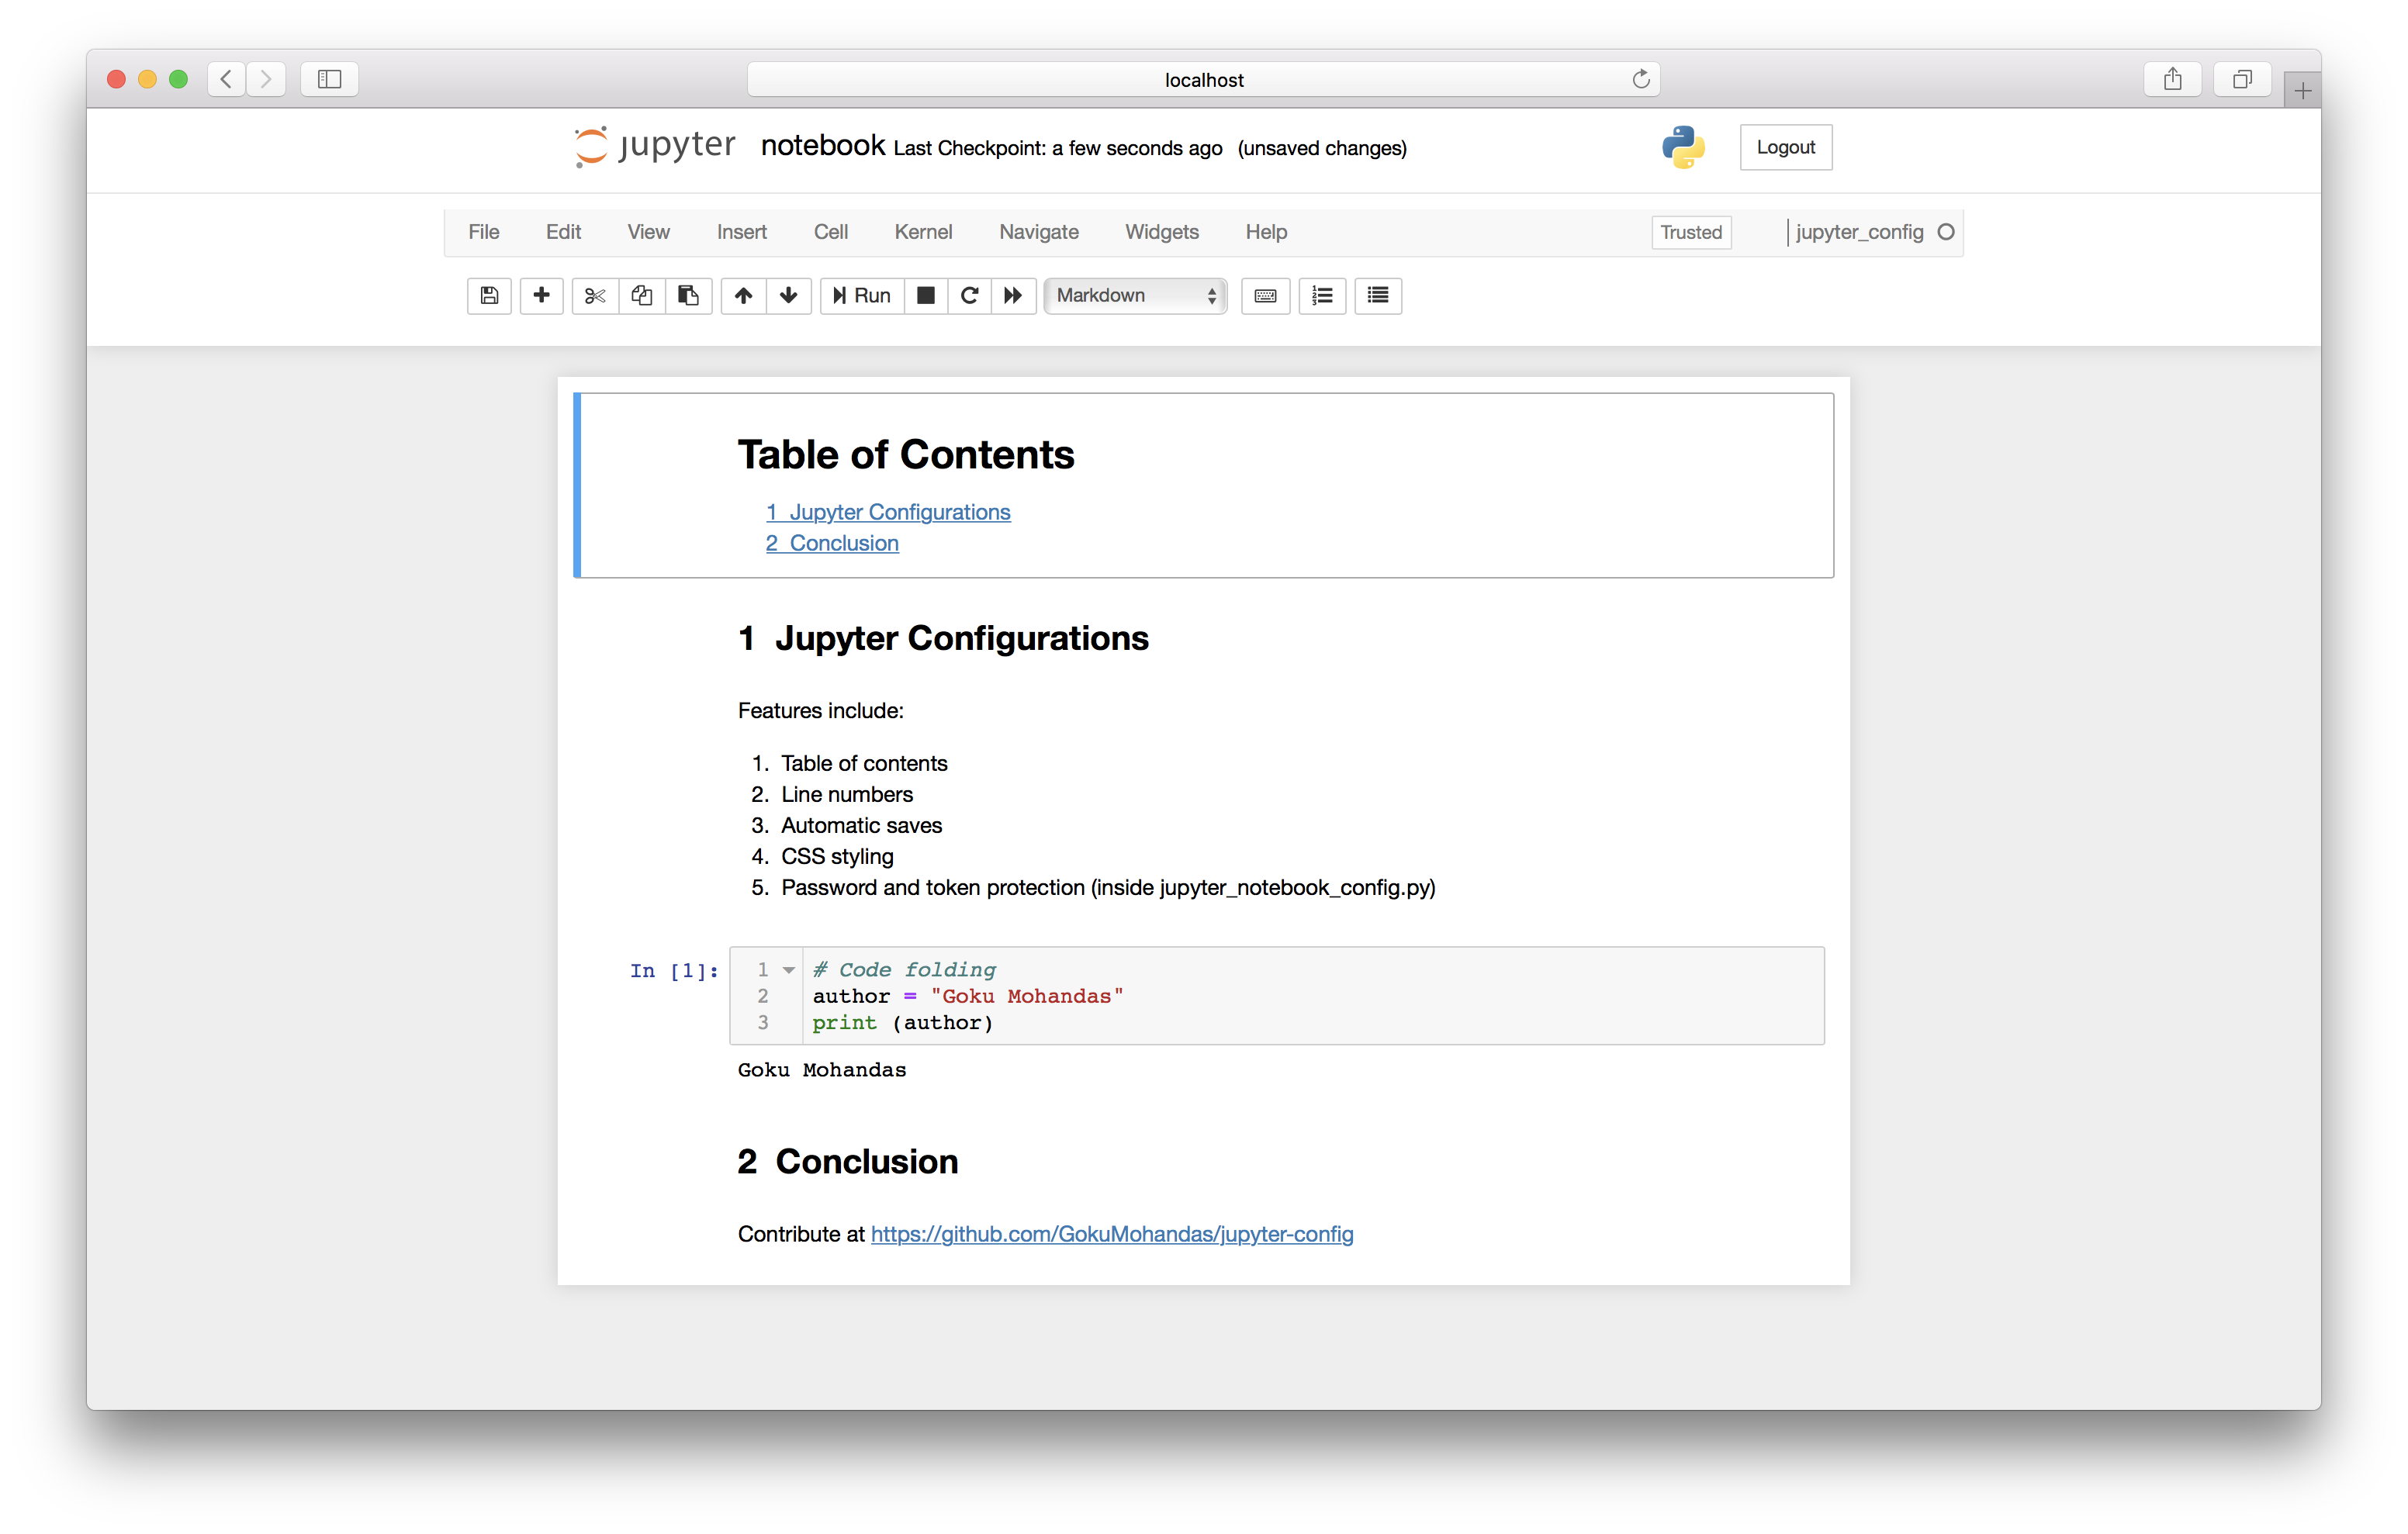 localhost
jupyter notebook Last Checkpoint: a few seconds ago (unsaved changes)
Logout
File Edit View Insert Cell Kernel Navigate Widgets Help
Trusted
jupyter_config
Run
Markdown
Table of Contents
1 Jupyter Configurations
2 Conclusion
1 Jupyter Configurations
Features include:
1. Table of contents
2. Line numbers
3. Automatic saves
4. CSS styling
5. Password and token protection (inside jupyter_notebook_config.py)
In [1]:
1 # Code folding
2 author = "Goku Mohandas"
3 print (author)
Goku Mohandas
2 Conclusion
Contribute at https://github.com/GokuMohandas/jupyter-config